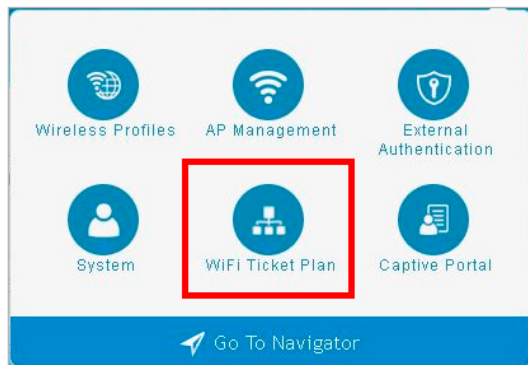 Wireless Profiles
AP Management
External
Authentication
System
WiFi Ticket Plan
Captive Portal
Go To Navigator